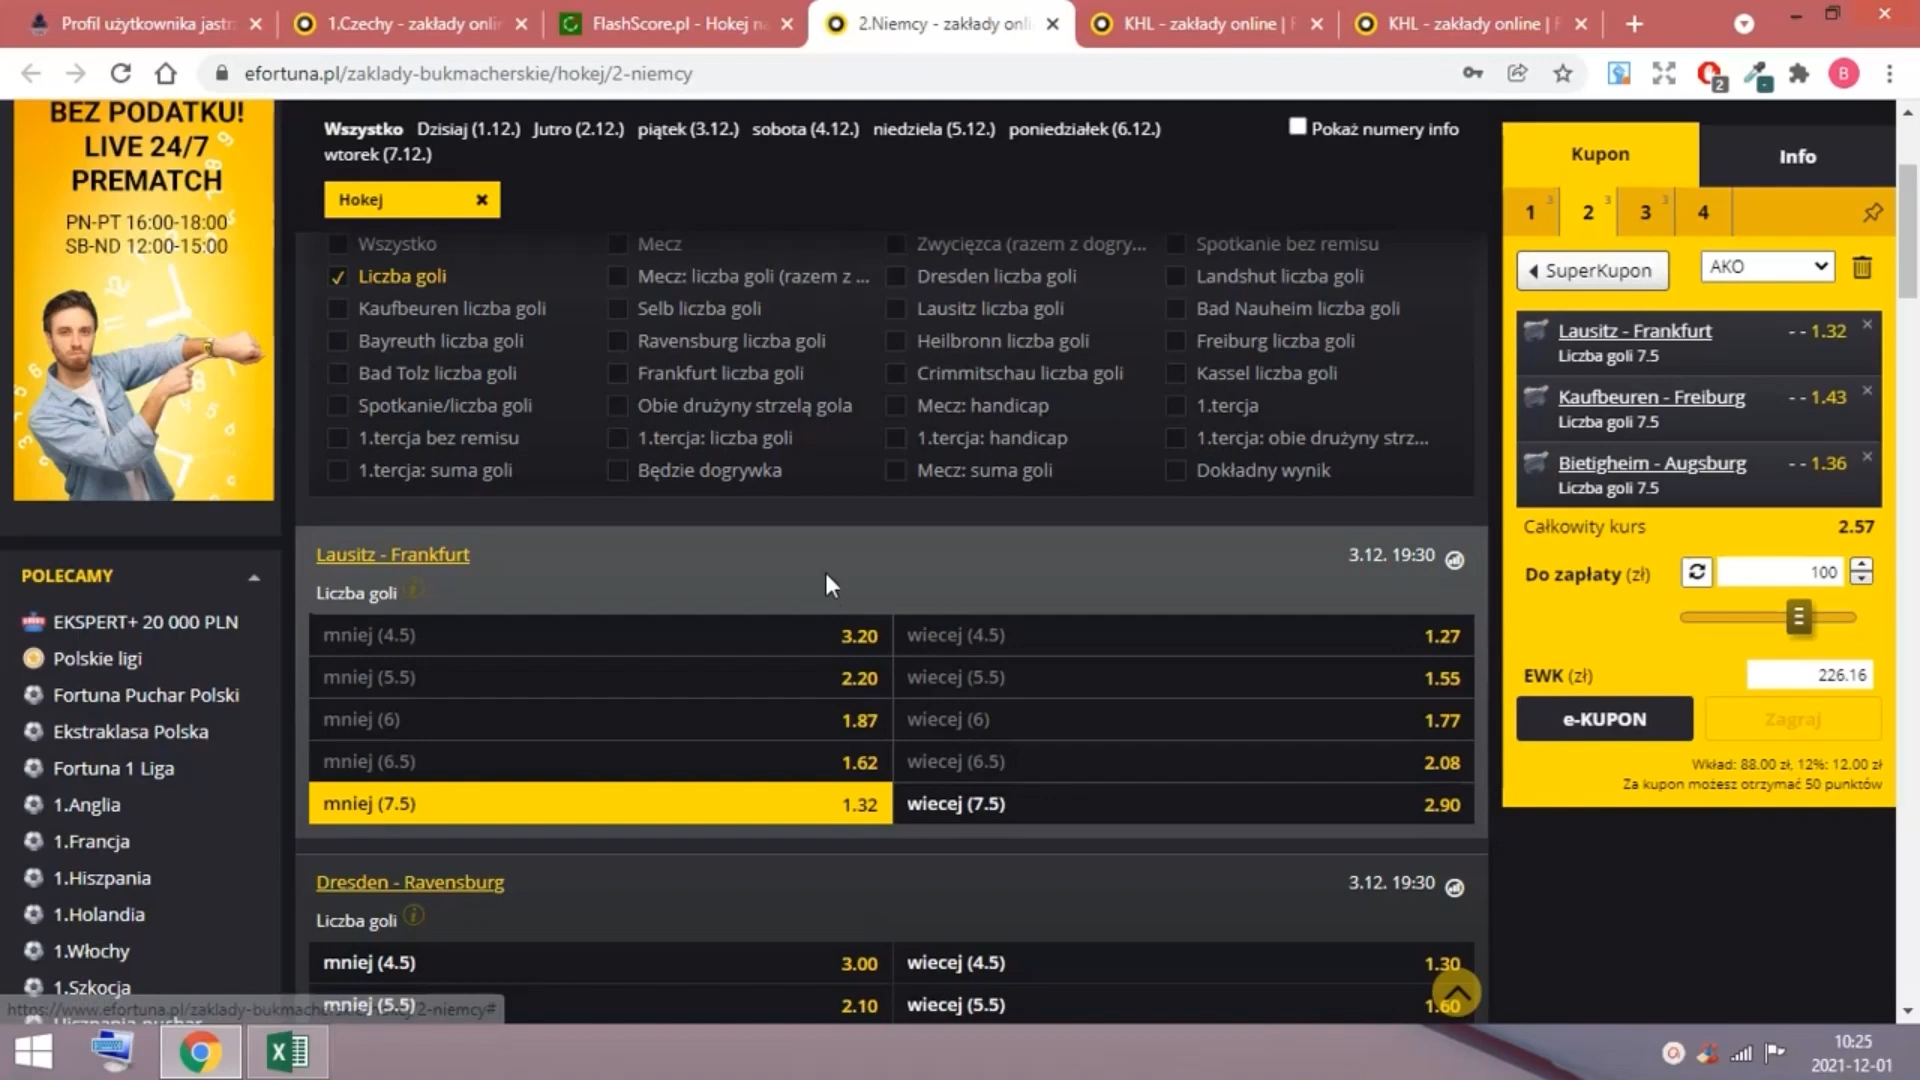 Profil użytkownika jastr
1.Czechy - zakłady onli
FlashScore.pl - Hokej na
2.Niemcy - zakłady onl
KHL - zakłady online | F
KHL - zakłady online | F
efortuna.pl/zaklady-bukmacherskie/hokej/2-niemcy
2
B
BEZ PODATKU!
LIVE 24/7
PREMATCH
PN-PT 16:00-18:00
SB-ND 12:00-15:00
POLECAMY
EKSPERT+ 20 000 PLN
Polskie ligi
Fortuna Puchar Polski
Ekstraklasa Polska
Fortuna 1 Liga
1.Anglia
1.Francja
1.Hiszpania
1.Holandia
1.Włochy
1.Szkocja
Wszystko Dzisiaj (1.12.) Jutro (2.12.) piątek (3.12.) sobota (4.12.) niedziela (5.12.) poniedziałek (6.12.)
wtorek (7.12.)
Pokaż numery info
Hokej ×
Wszystko Mecz Zwycięzca (razem z dogry... Spotkanie bez remisu
Liczba goli Mecz: liczba goli (razem z ... Dresden liczba goli Landshut liczba goli
Kaufbeuren liczba goli Selb liczba goli Lausitz liczba goli Bad Nauheim liczba goli
Bayreuth liczba goli Ravensburg liczba goli Heilbronn liczba goli Freiburg liczba goli
Bad Tolz liczba goli Frankfurt liczba goli Crimmitschau liczba goli Kassel liczba goli
Spotkanie/liczba goli Obie drużyny strzelą gola Mecz: handicap 1.tercja
1.tercja bez remisu 1.tercja: liczba goli 1.tercja: handicap 1.tercja: obie drużyny strz...
1.tercja: suma goli Będzie dogrywka Mecz: suma goli Dokładny wynik
Lausitz - Frankfurt 3.12. 19:30
Liczba goli
mniej (4.5) 3.20 wiecej (4.5) 1.27
mniej (5.5) 2.20 wiecej (5.5) 1.55
mniej (6) 1.87 wiecej (6) 1.77
mniej (6.5) 1.62 wiecej (6.5) 2.08
mniej (7.5) 1.32 wiecej (7.5) 2.90
Dresden - Ravensburg 3.12. 19:30
Liczba goli
mniej (4.5) 3.00 wiecej (4.5) 1.30
mniej (5.5) 2.10 wiecej (5.5) 1.60
Kupon Info
1 3 2 3 3 3 4
SuperKupon AKO
Lausitz - Frankfurt - - 1.32 ×
Liczba goli 7.5
Kaufbeuren - Freiburg - - 1.43 ×
Liczba goli 7.5
Bietigheim - Augsburg - - 1.36 ×
Liczba goli 7.5
Całkowity kurs 2.57
Do zapłaty (zł) 100
EWK (zł) 226.16
e-KUPON Zagraj
Wkład: 88.00 zł, 12%: 12.00 zł
Za kupon możesz otrzymać 50 punktów
10:25
2021-12-01